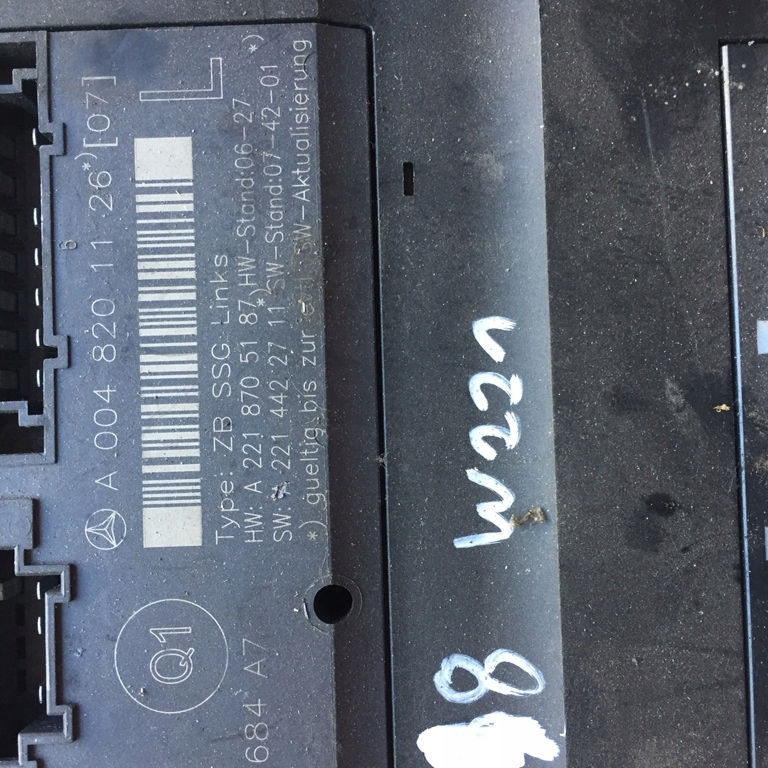 A 004 820 11 26*) [07]
L
Type: ZB SSG Links
HW: A 221 870 51 87 HW-Stand:06-27
SW: A 221 442 27 11*) SW-Stand:07-42-01*)
*) gueltig bis zur SW-Aktualisierung
Q1
684 A7
W221
8